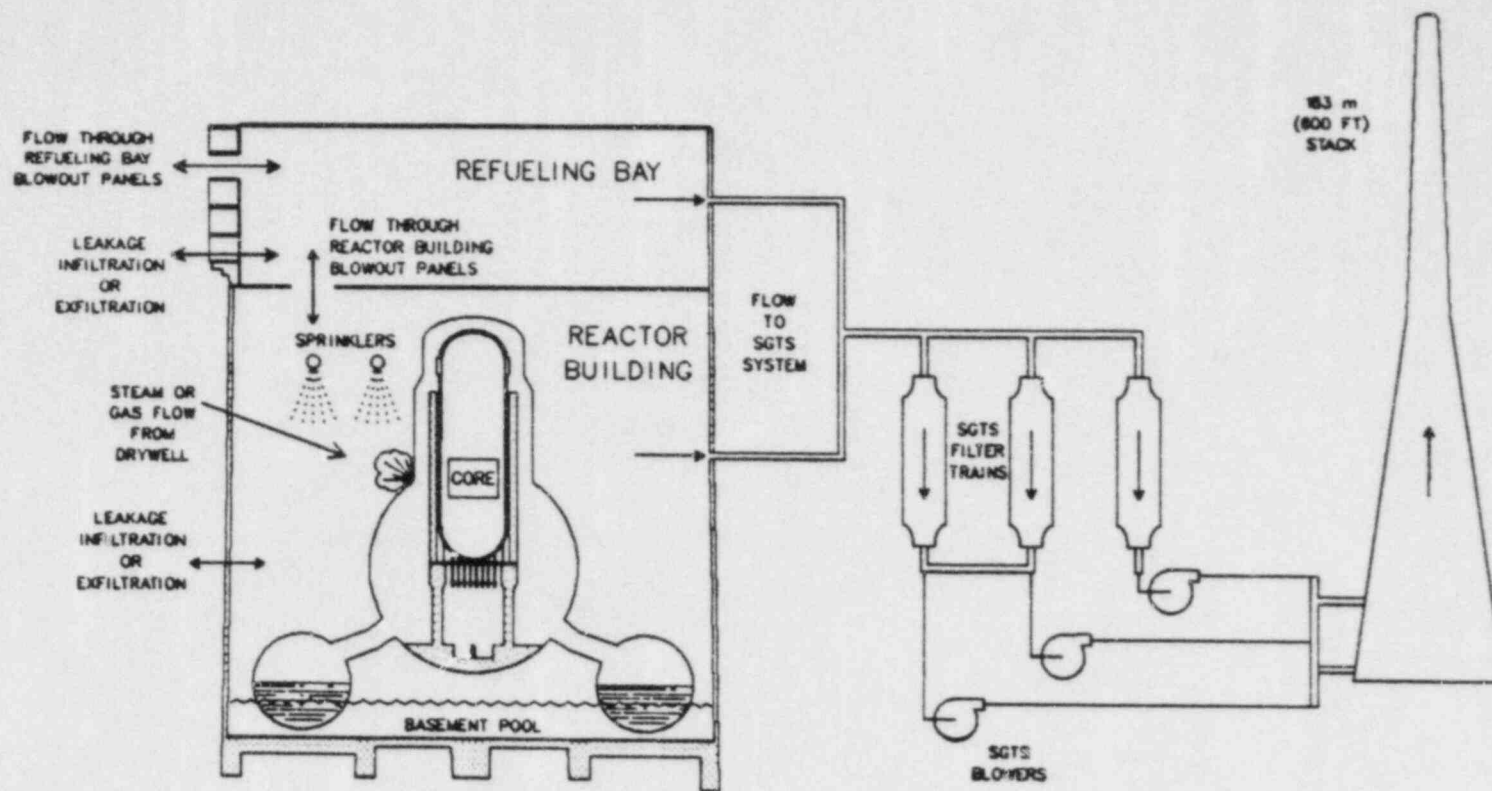 FLOW THROUGH
REFUELING BAY
BLOWOUT PANELS
LEAKAGE
INFILTRATION
OR
EXFILTRATION
STEAM OR
GAS FLOW
FROM
DRYWELL
LEAKAGE
INFILTRATION
OR
EXFILTRATION
REFUELING BAY
FLOW THROUGH
REACTOR BUILDING
BLOWOUT PANELS
SPRINKLERS
REACTOR
BUILDING
CORE
BASEMENT POOL
FLOW
TO
SGTS
SYSTEM
SGTS
FILTER
TRAINS
SGTS
BLOWERS
183 m
(600 FT)
STACK